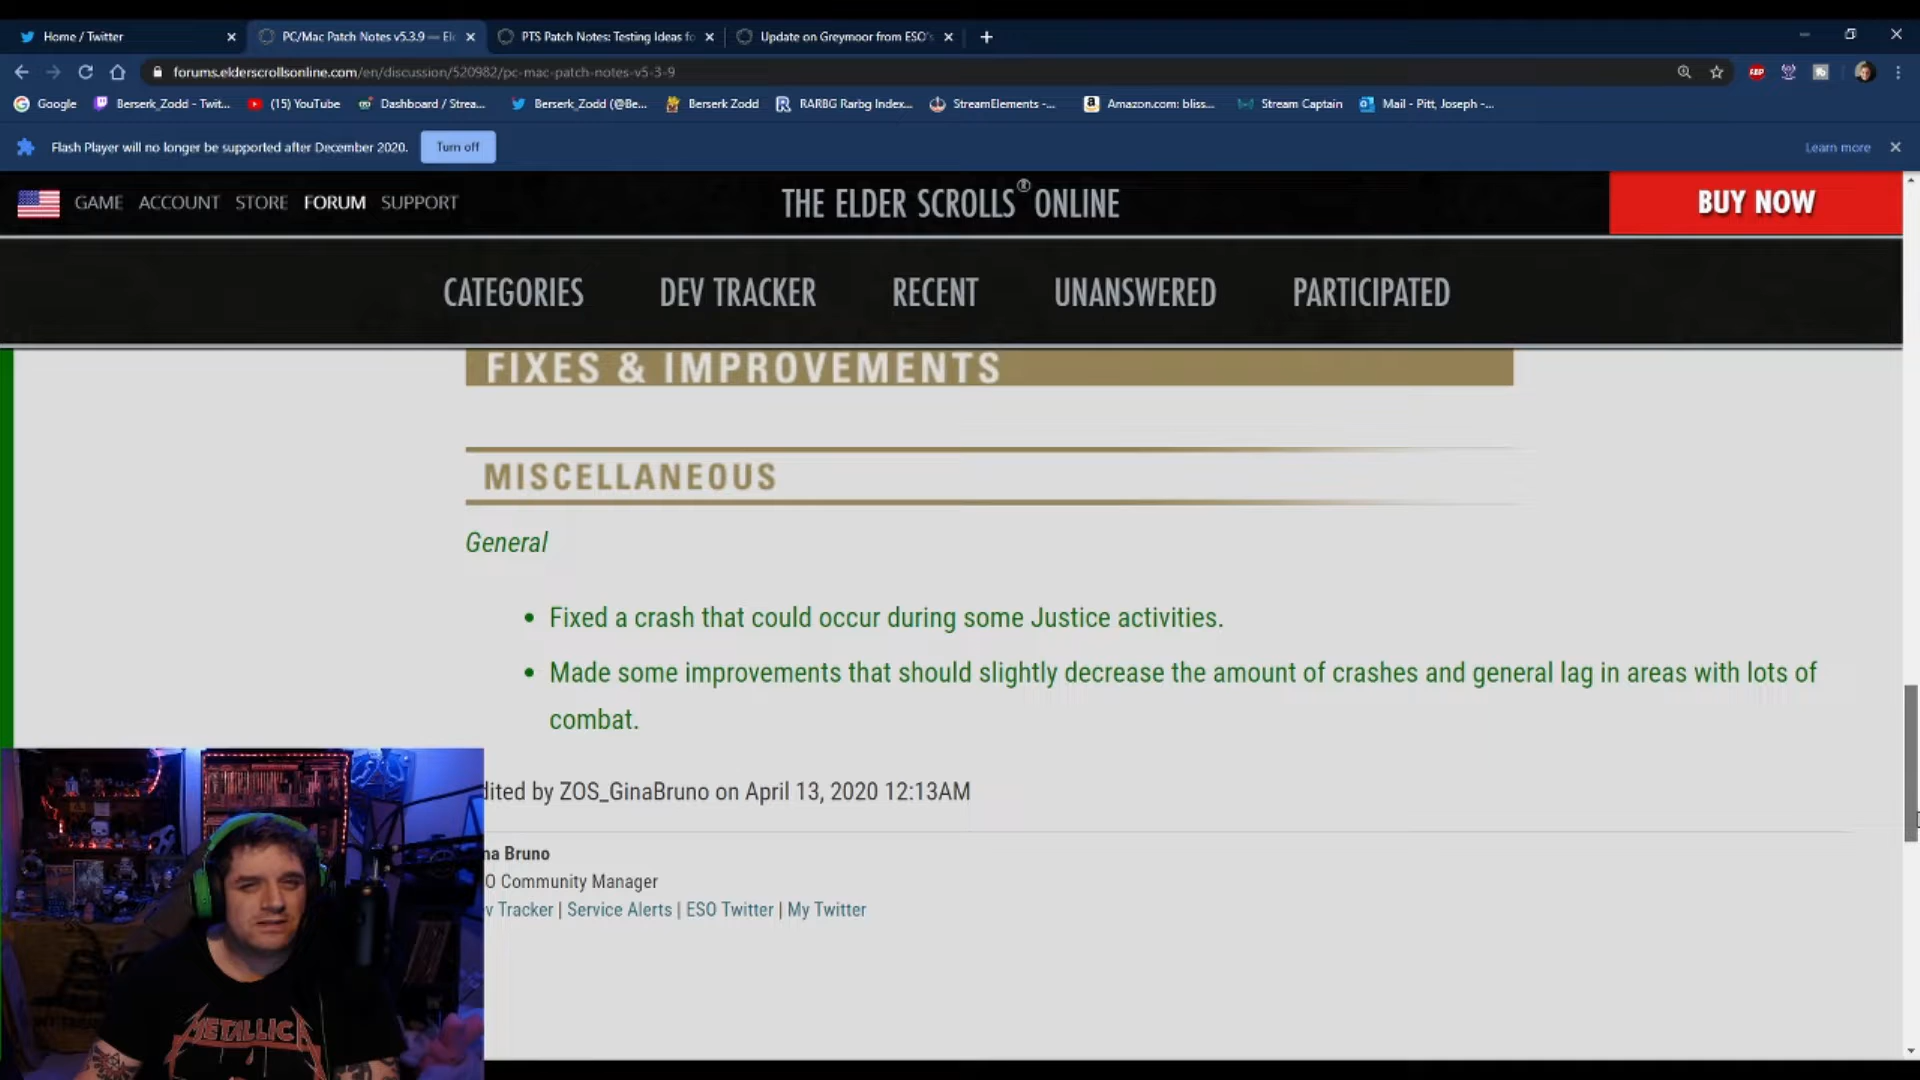 Home / Twitter
PC/Mac Patch Notes v5.3.9 — El
PTS Patch Notes: Testing Ideas fo
Update on Greymoor from ESO's
forums.elderscrollsonline.com/en/discussion/520982/pc-mac-patch-notes-v5-3-9
ABP
Google
Berserk_Zodd - Twit...
(15) YouTube
Dashboard / Strea...
Berserk_Zodd (@Be...
Berserk Zodd
RARBG Rarbg Index...
StreamElements -...
Amazon.com: bliss...
Stream Captain
Mail - Pitt, Joseph -...
Flash Player will no longer be supported after December 2020.
Turn off
Learn more
GAME ACCOUNT STORE FORUM SUPPORT
THE ELDER SCROLLS® ONLINE
BUY NOW
CATEGORIES DEV TRACKER RECENT UNANSWERED PARTICIPATED
FIXES & IMPROVEMENTS
MISCELLANEOUS
General
• Fixed a crash that could occur during some Justice activities.
• Made some improvements that should slightly decrease the amount of crashes and general lag in areas with lots of
combat.
dited by ZOS_GinaBruno on April 13, 2020 12:13AM
na Bruno
O Community Manager
v Tracker | Service Alerts | ESO Twitter | My Twitter
METALLICA